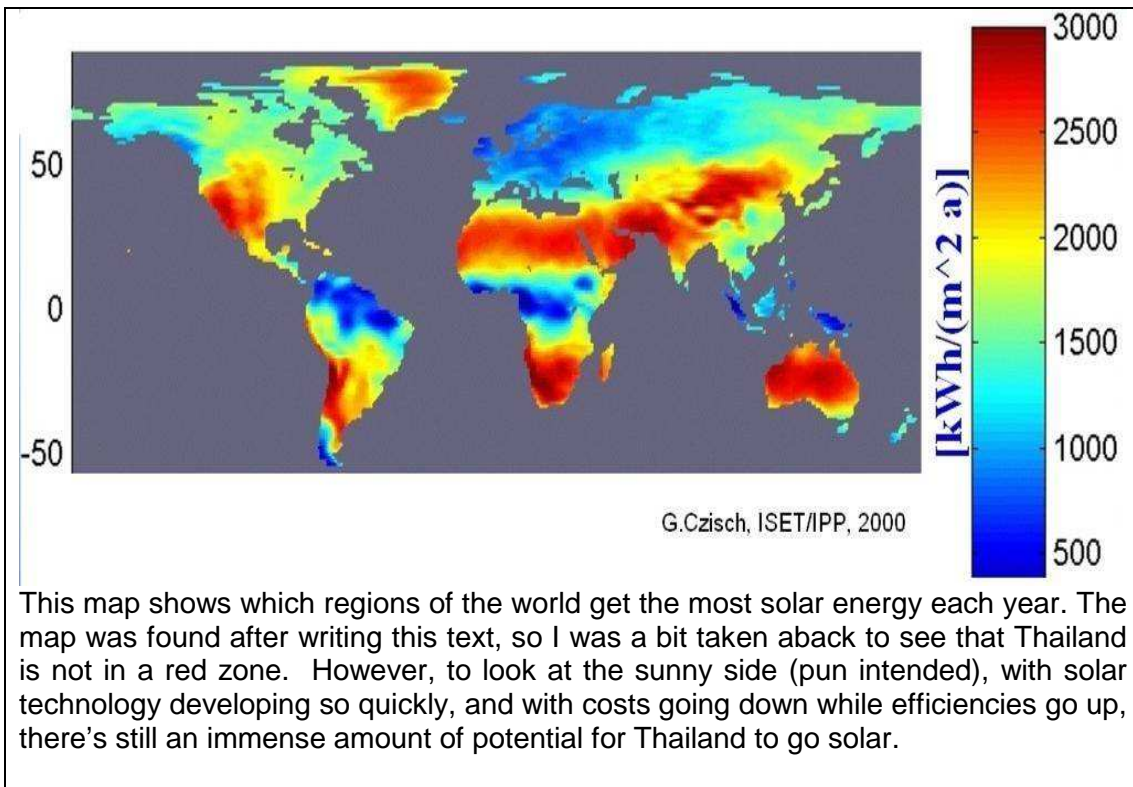 3000
2500
2000
1500
1000
500
[kWh/(m^2 a)]
50
0
-50
G.Czisch, ISET/IPP, 2000
This map shows which regions of the world get the most solar energy each year. The
map was found after writing this text, so I was a bit taken aback to see that Thailand
is not in a red zone.  However, to look at the sunny side (pun intended), with solar
technology developing so quickly, and with costs going down while efficiencies go up,
there's still an immense amount of potential for Thailand to go solar.